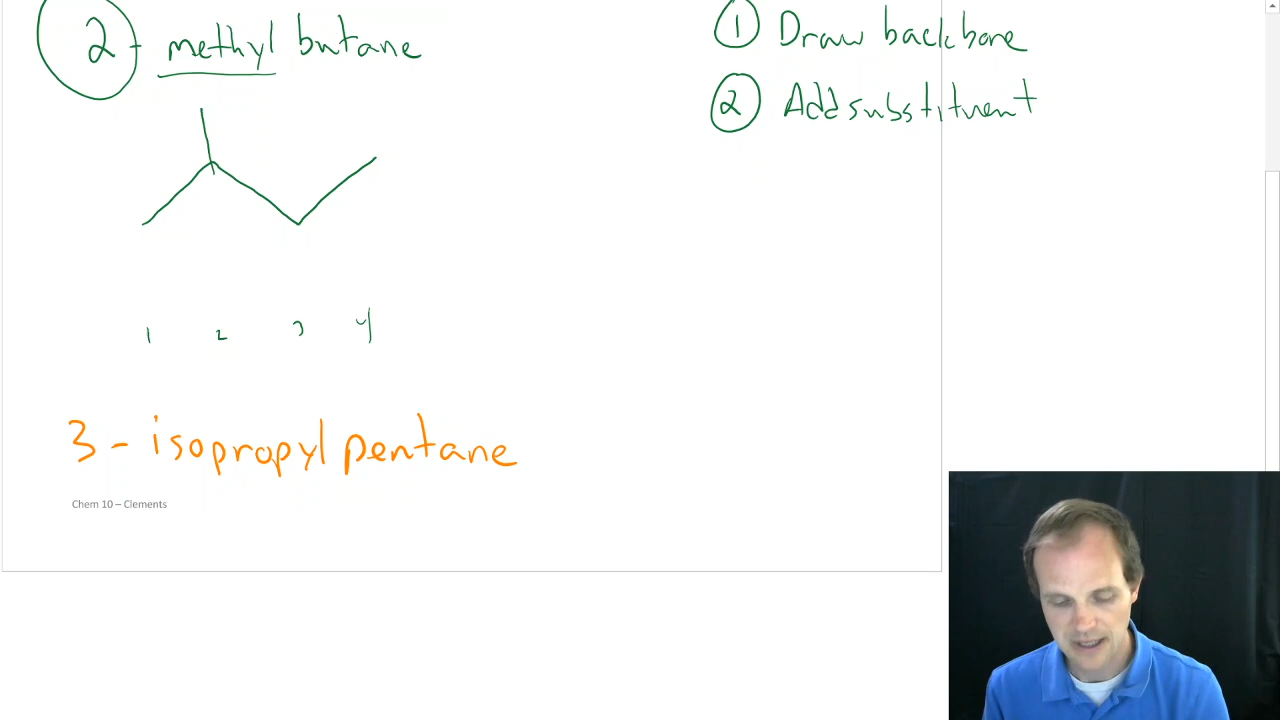 2 - methyl butane
① Draw backbone
② Add substituent
1 2 3 4
3 - isopropyl pentane
Chem 10 – Clements